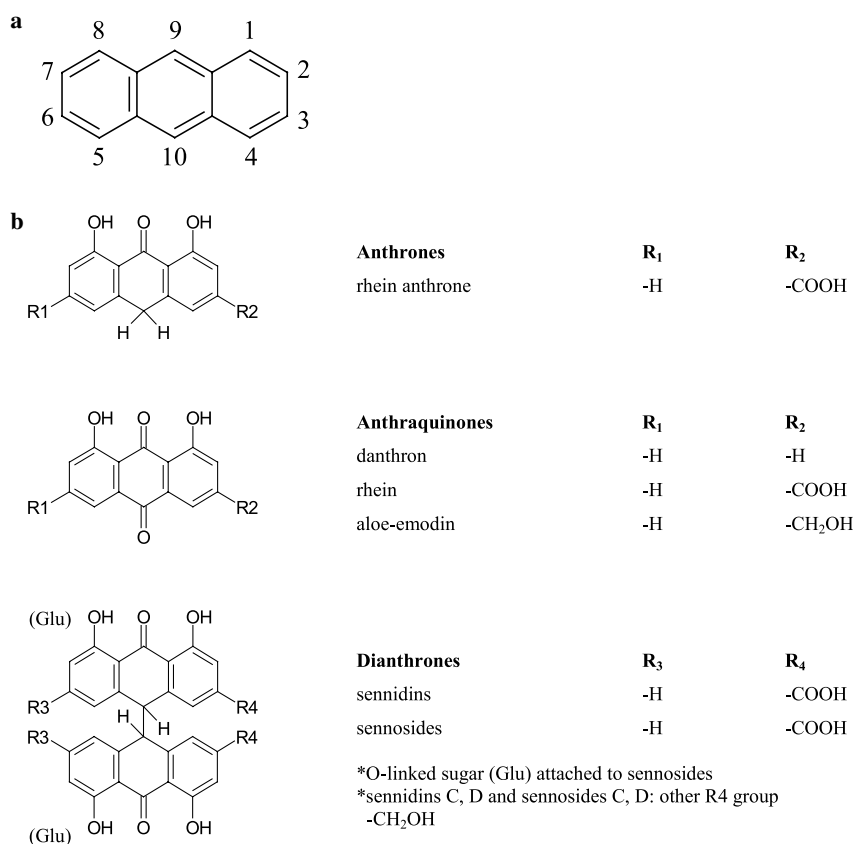 a
8 9 1
7 2
6 3
5 10 4
b
OH O OH
R1 R2
H H
Anthrones R₁ R₂
rhein anthrone -H -COOH
OH O OH
R1 R2
O
Anthraquinones R₁ R₂
danthron -H -H
rhein -H -COOH
aloe-emodin -H -CH₂OH
(Glu) OH O OH
R3 R4
H H
R3 R4
OH O OH
(Glu)
Dianthrones R₃ R₄
sennidins -H -COOH
sennosides -H -COOH
*O-linked sugar (Glu) attached to sennosides
*sennidins C, D and sennosides C, D: other R4 group
-CH₂OH